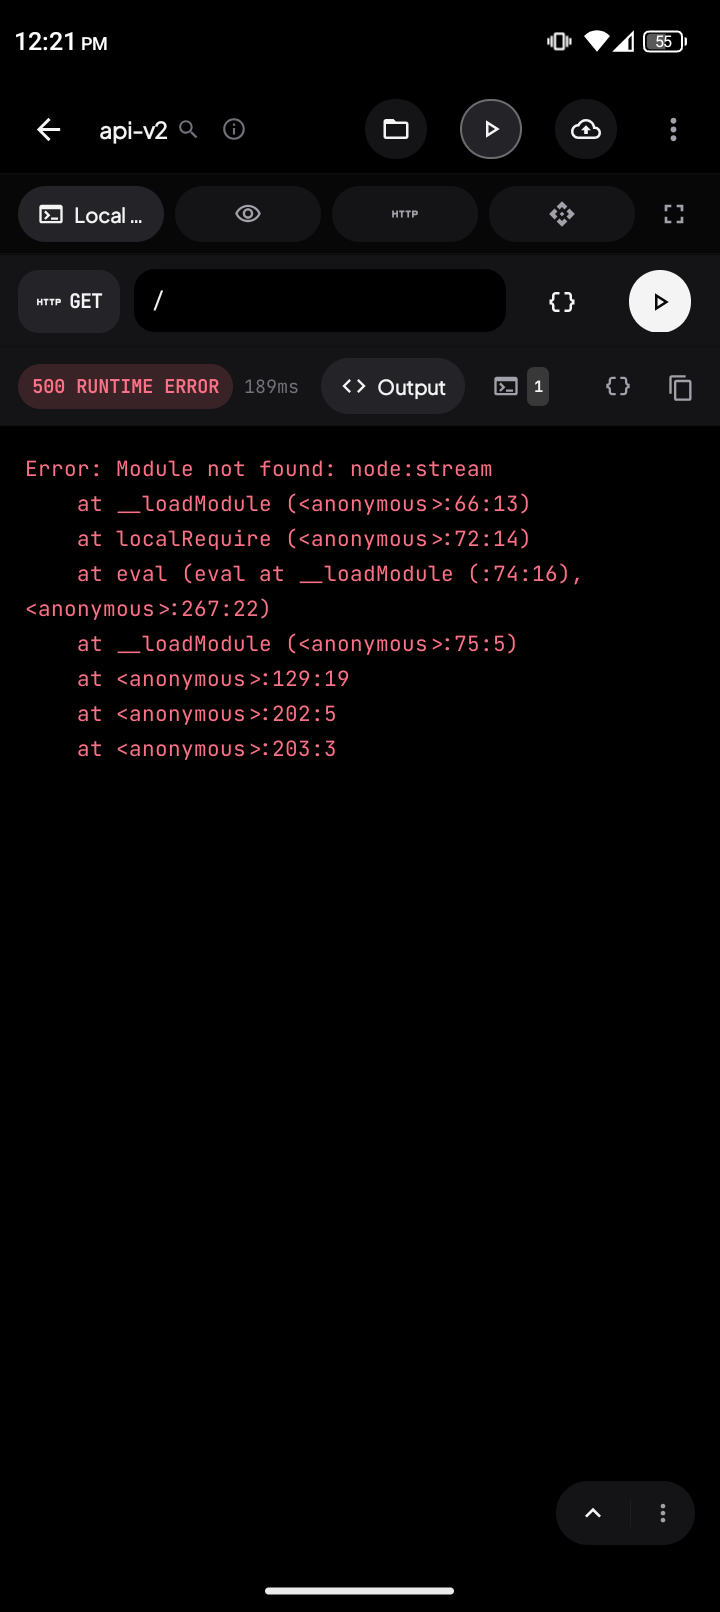 12:21 PM
55
api-v2
Local ...
HTTP
HTTP GET
/
{}
500 RUNTIME ERROR
189ms
<> Output
1
{}
Error: Module not found: node:stream
at __loadModule (<anonymous>:66:13)
at localRequire (<anonymous>:72:14)
at eval (eval at __loadModule (:74:16),
<anonymous>:267:22)
at __loadModule (<anonymous>:75:5)
at <anonymous>:129:19
at <anonymous>:202:5
at <anonymous>:203:3